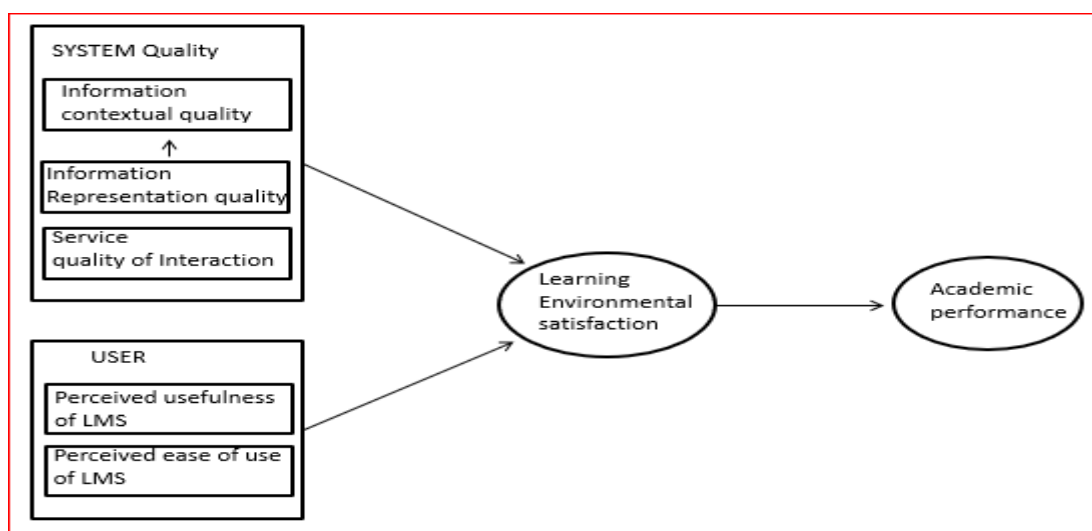 SYSTEM Quality
Information
contextual quality
Information
Representation quality
Service
quality of Interaction
Learning
Environmental
satisfaction
Academic
performance
USER
Perceived usefulness
of LMS
Perceived ease of use
of LMS